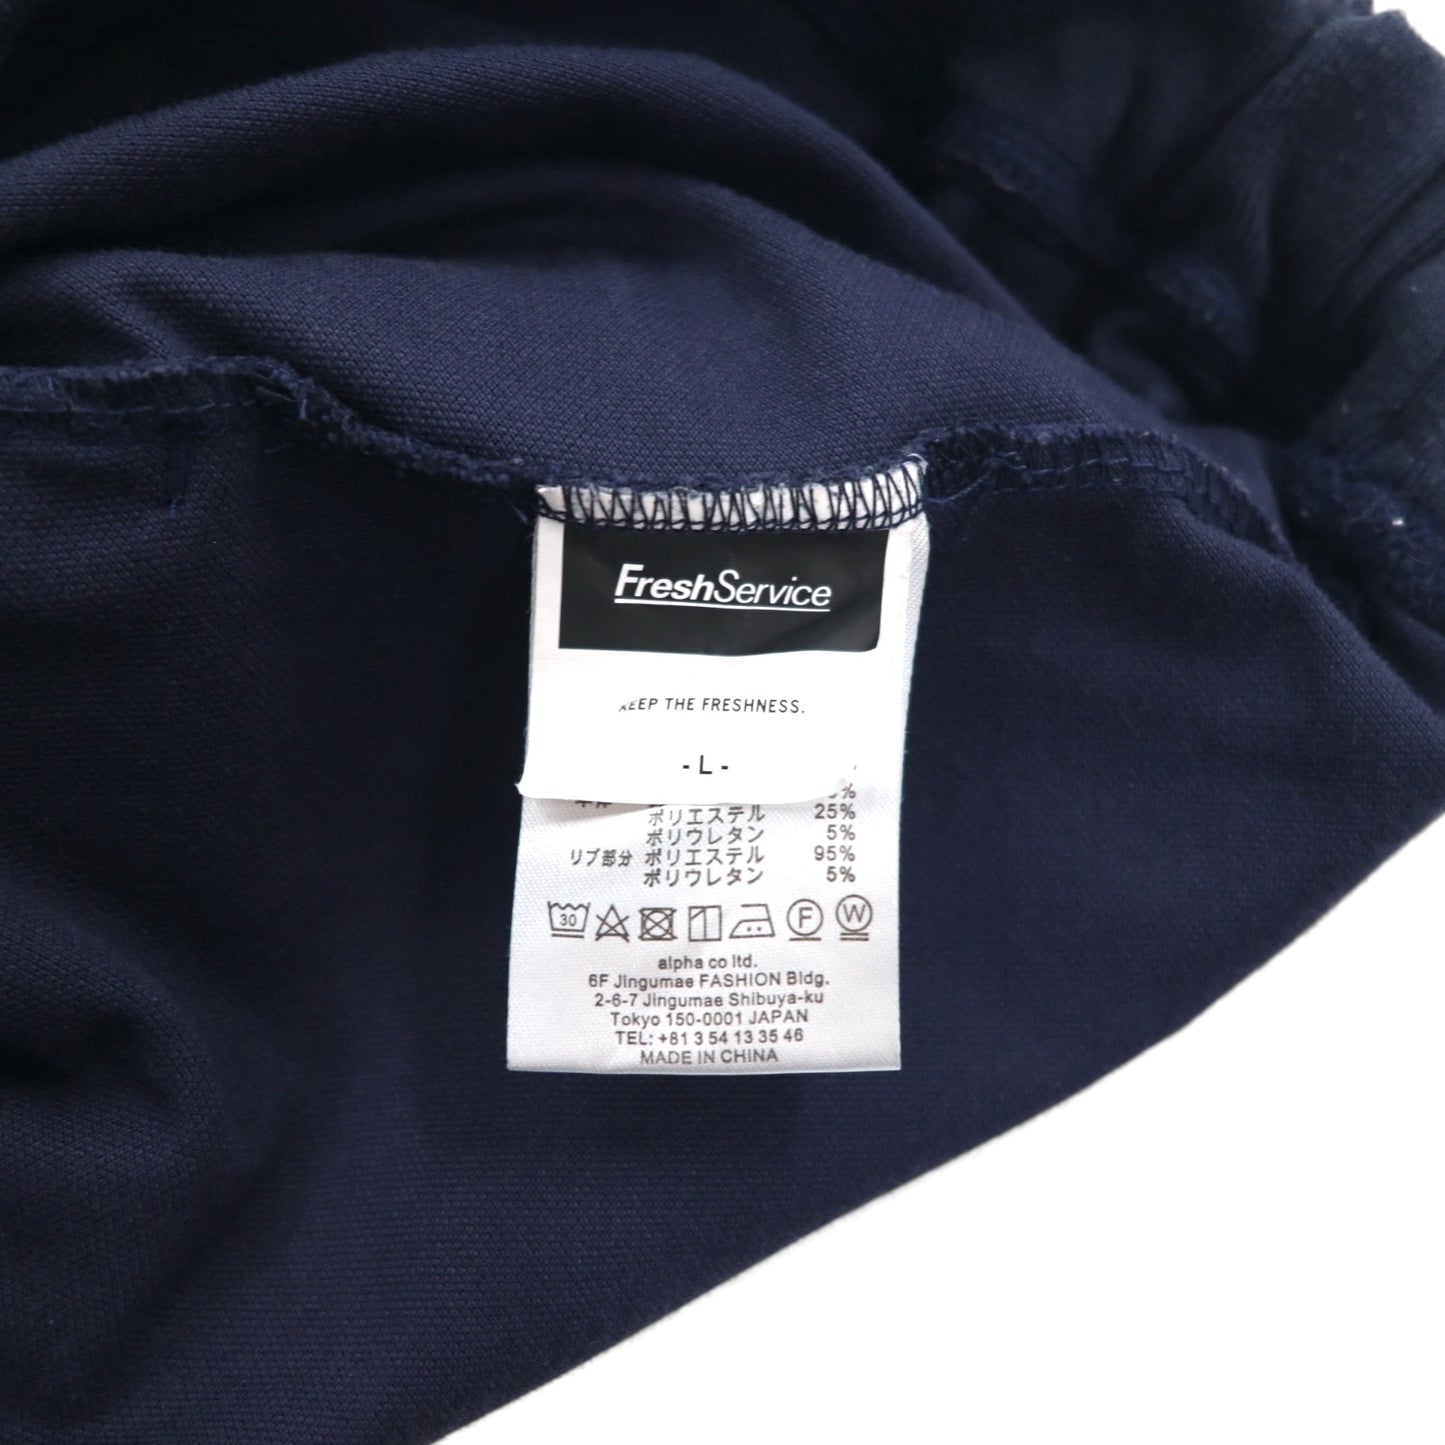 FreshService
KEEP THE FRESHNESS.
- L -
ポリエステル 25%
ポリウレタン 5%
リブ部分 ポリエステル 95%
ポリウレタン 5%
30 F W
alpha co ltd.
6F Jingumae FASHION Bldg.
2-6-7 Jingumae Shibuya-ku
Tokyo 150-0001 JAPAN
TEL: +81 3 54 13 35 46
MADE IN CHINA